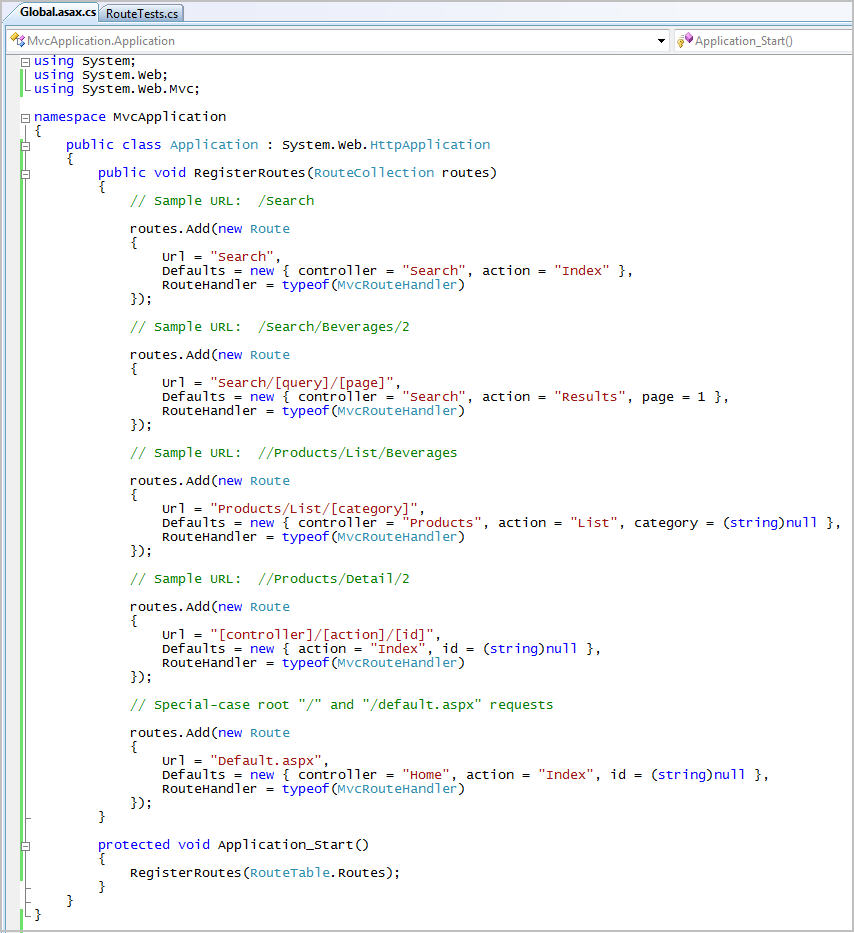 Global.asax.cs RouteTests.cs
MvcApplication.Application Application_Start()
using System;
using System.Web;
using System.Web.Mvc;

namespace MvcApplication
{
    public class Application : System.Web.HttpApplication
    {
        public void RegisterRoutes(RouteCollection routes)
        {
            // Sample URL:  /Search

            routes.Add(new Route
            {
                Url = "Search",
                Defaults = new { controller = "Search", action = "Index" },
                RouteHandler = typeof(MvcRouteHandler)
            });

            // Sample URL:  /Search/Beverages/2

            routes.Add(new Route
            {
                Url = "Search/[query]/[page]",
                Defaults = new { controller = "Search", action = "Results", page = 1 },
                RouteHandler = typeof(MvcRouteHandler)
            });

            // Sample URL:  //Products/List/Beverages

            routes.Add(new Route
            {
                Url = "Products/List/[category]",
                Defaults = new { controller = "Products", action = "List", category = (string)null },
                RouteHandler = typeof(MvcRouteHandler)
            });

            // Sample URL:  //Products/Detail/2

            routes.Add(new Route
            {
                Url = "[controller]/[action]/[id]",
                Defaults = new { action = "Index", id = (string)null },
                RouteHandler = typeof(MvcRouteHandler)
            });

            // Special-case root "/" and "/default.aspx" requests

            routes.Add(new Route
            {
                Url = "Default.aspx",
                Defaults = new { controller = "Home", action = "Index", id = (string)null },
                RouteHandler = typeof(MvcRouteHandler)
            });
        }

        protected void Application_Start()
        {
            RegisterRoutes(RouteTable.Routes);
        }
    }
}